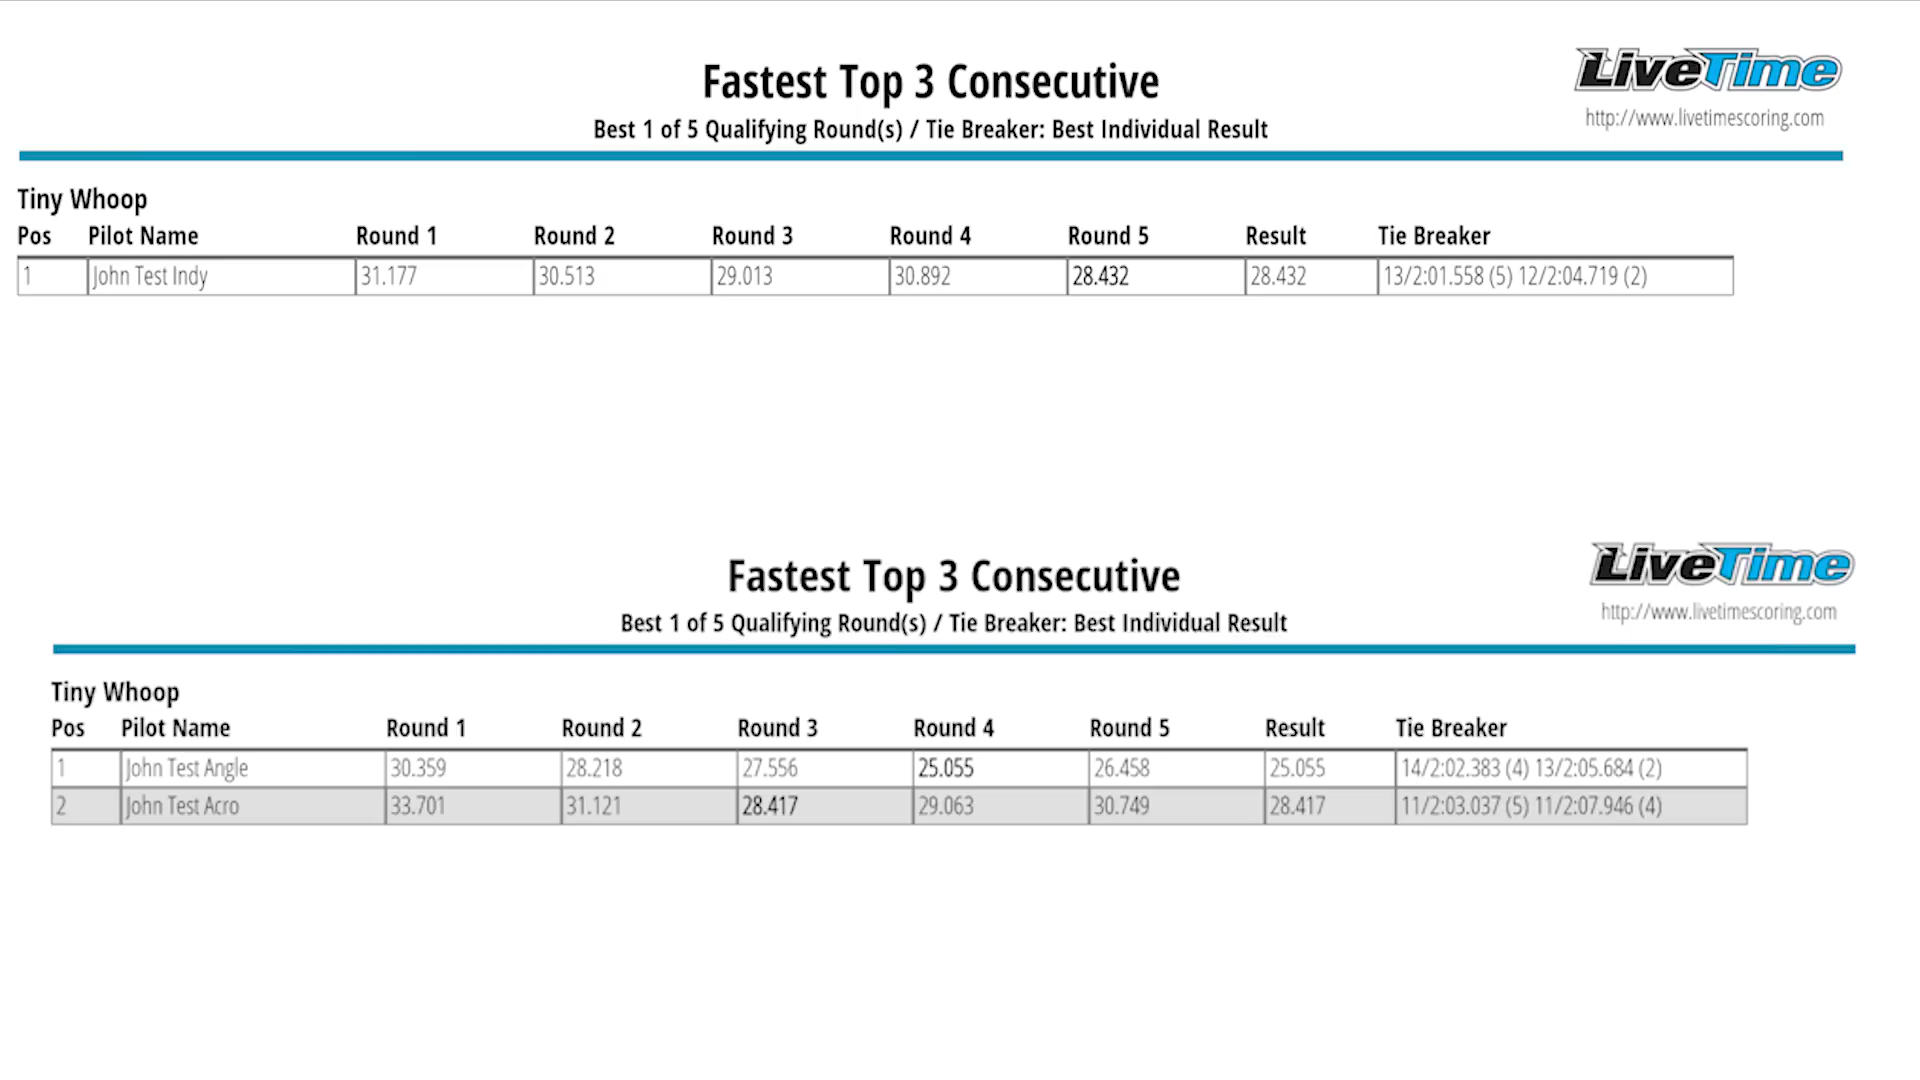 LiveTime
Fastest Top 3 Consecutive
http://www.livetimescoring.com
Best 1 of 5 Qualifying Round(s) / Tie Breaker: Best Individual Result
Tiny Whoop
Pos Pilot Name Round 1 Round 2 Round 3 Round 4 Round 5 Result Tie Breaker
1 John Test Indy 31.177 30.513 29.013 30.892 28.432 28.432 13/2:01.558 (5) 12/2:04.719 (2)
LiveTime
Fastest Top 3 Consecutive
http://www.livetimescoring.com
Best 1 of 5 Qualifying Round(s) / Tie Breaker: Best Individual Result
Tiny Whoop
Pos Pilot Name Round 1 Round 2 Round 3 Round 4 Round 5 Result Tie Breaker
1 John Test Angle 30.359 28.218 27.556 25.055 26.458 25.055 14/2:02.383 (4) 13/2:05.684 (2)
2 John Test Acro 33.701 31.121 28.417 29.063 30.749 28.417 11/2:03.037 (5) 11/2:07.946 (4)